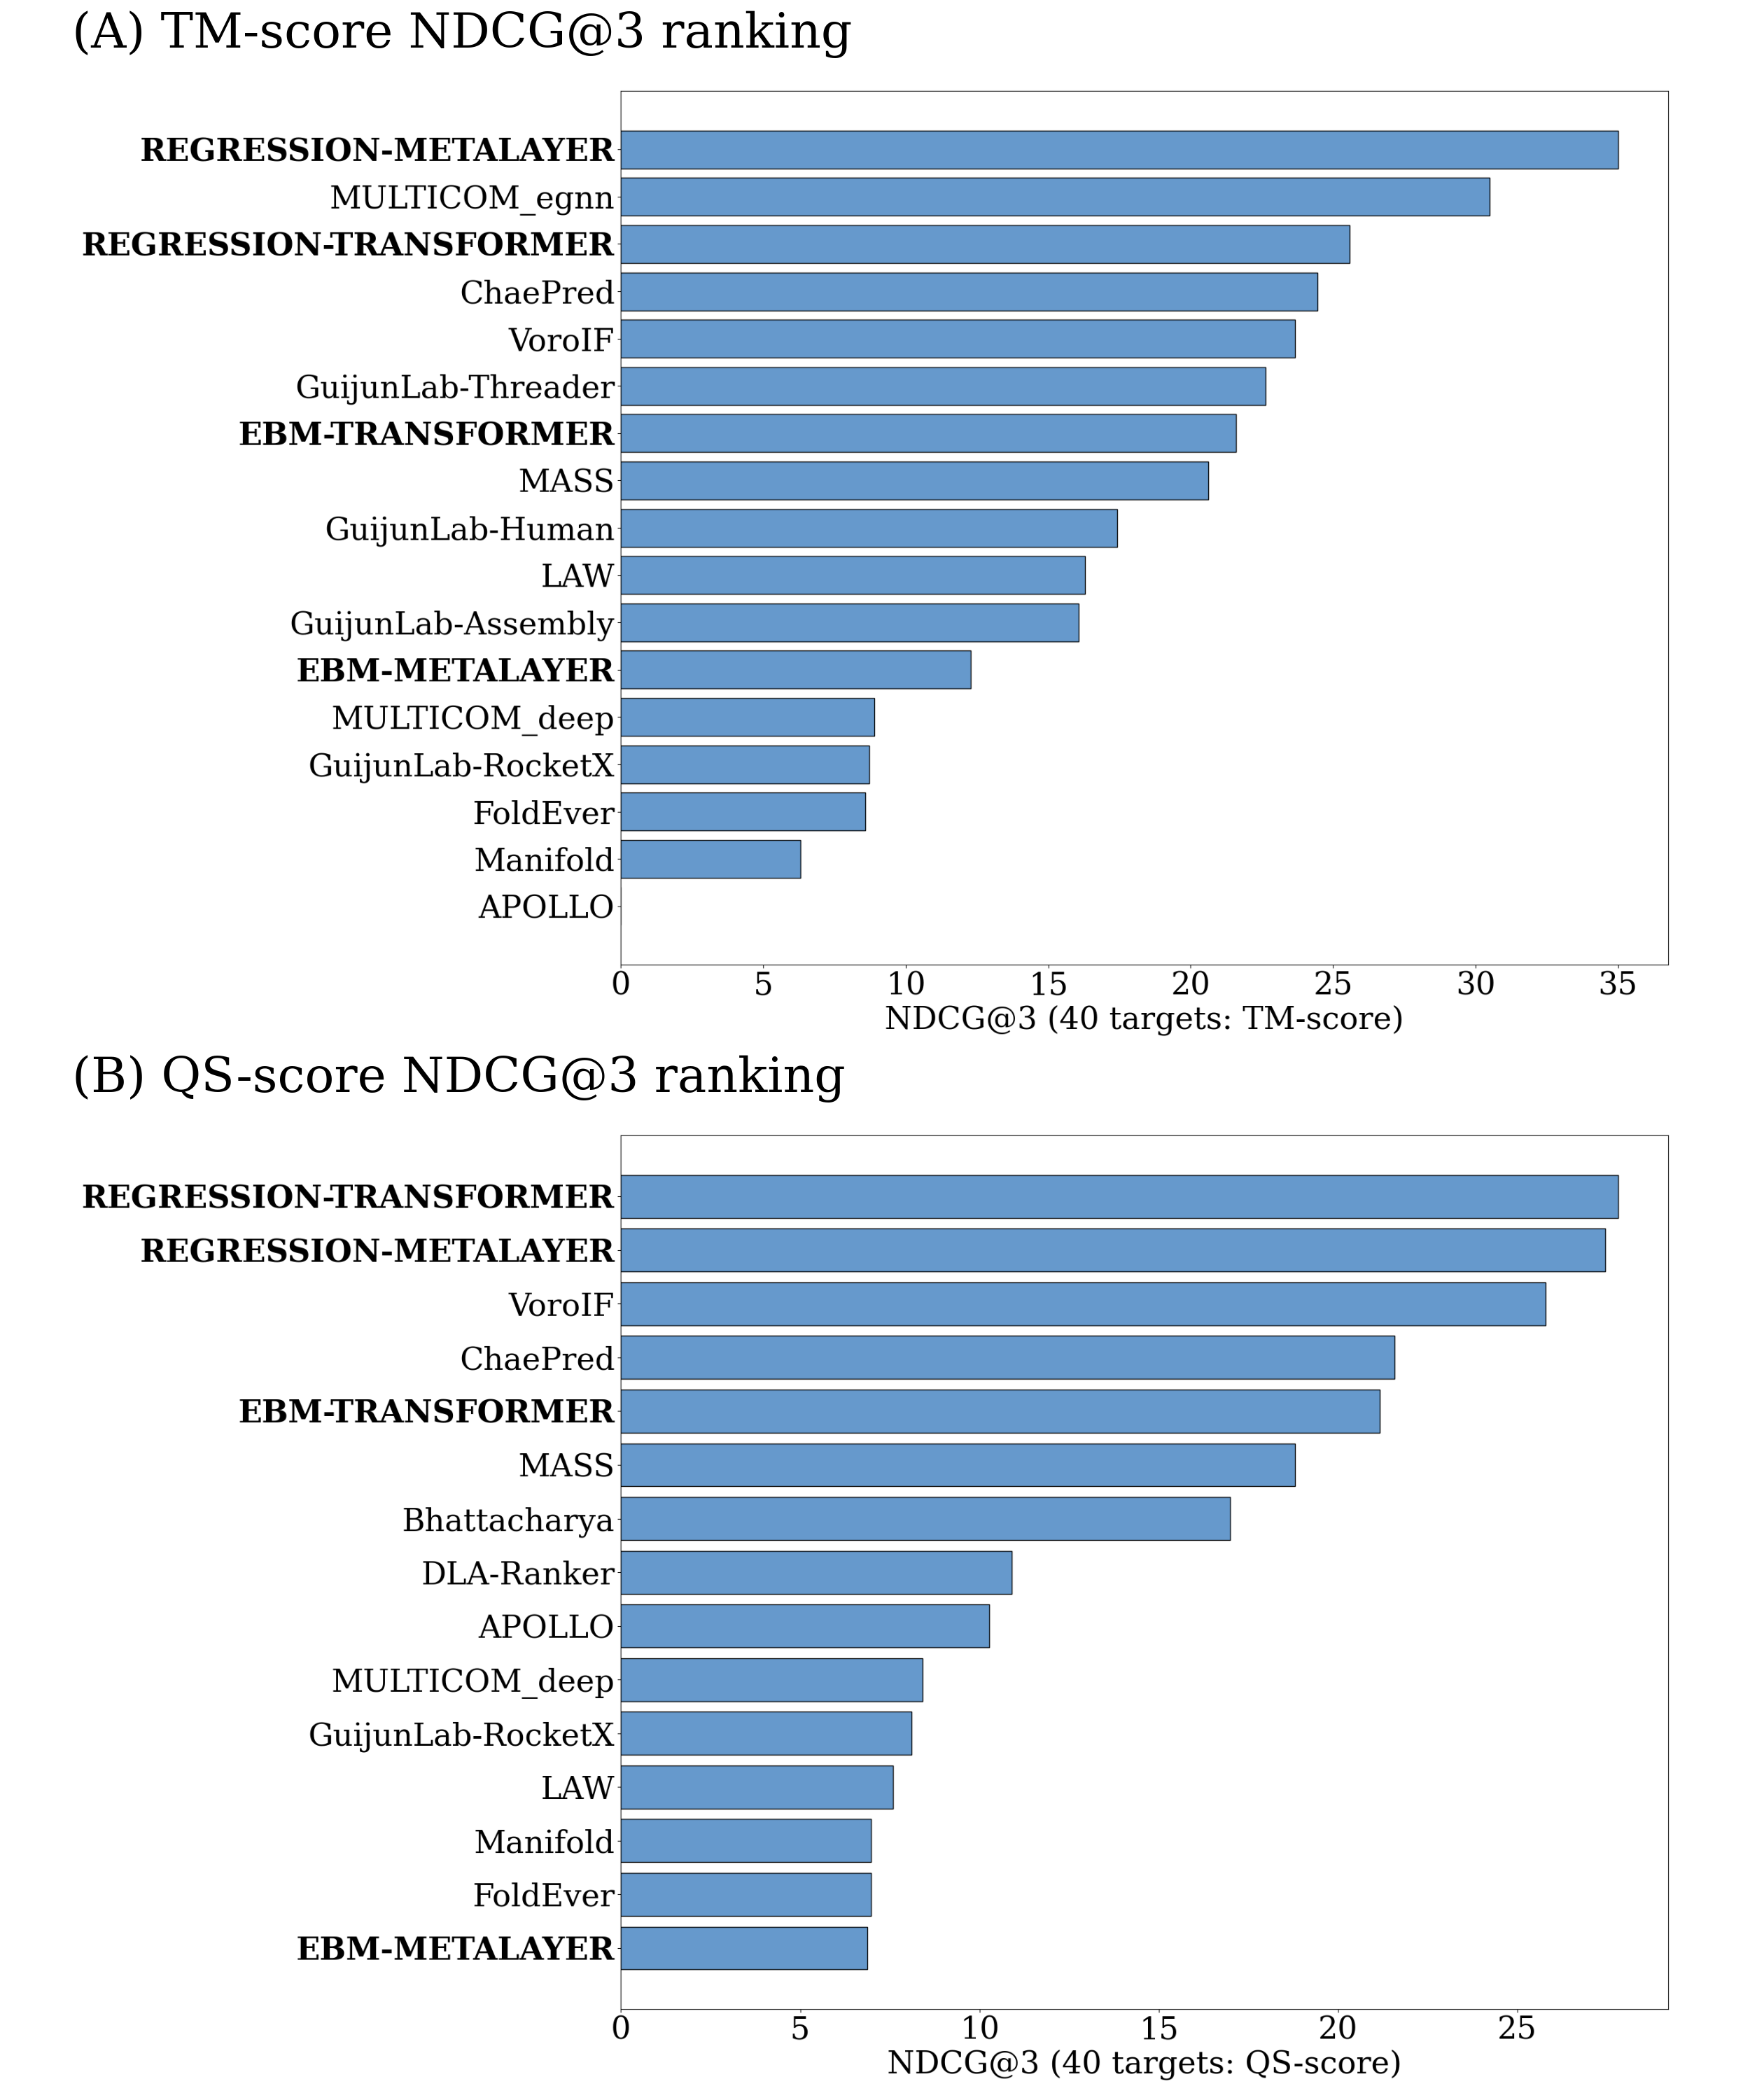 (A) TM-score NDCG@3 ranking
REGRESSION-METALAYER
MULTICOM_egnn
REGRESSION-TRANSFORMER
ChaePred
VoroIF
GuijunLab-Threader
EBM-TRANSFORMER
MASS
GuijunLab-Human
LAW
GuijunLab-Assembly
EBM-METALAYER
MULTICOM_deep
GuijunLab-RocketX
FoldEver
Manifold
APOLLO
0 5 10 15 20 25 30 35
NDCG@3 (40 targets: TM-score)
(B) QS-score NDCG@3 ranking
REGRESSION-TRANSFORMER
REGRESSION-METALAYER
VoroIF
ChaePred
EBM-TRANSFORMER
MASS
Bhattacharya
DLA-Ranker
APOLLO
MULTICOM_deep
GuijunLab-RocketX
LAW
Manifold
FoldEver
EBM-METALAYER
0 5 10 15 20 25
NDCG@3 (40 targets: QS-score)